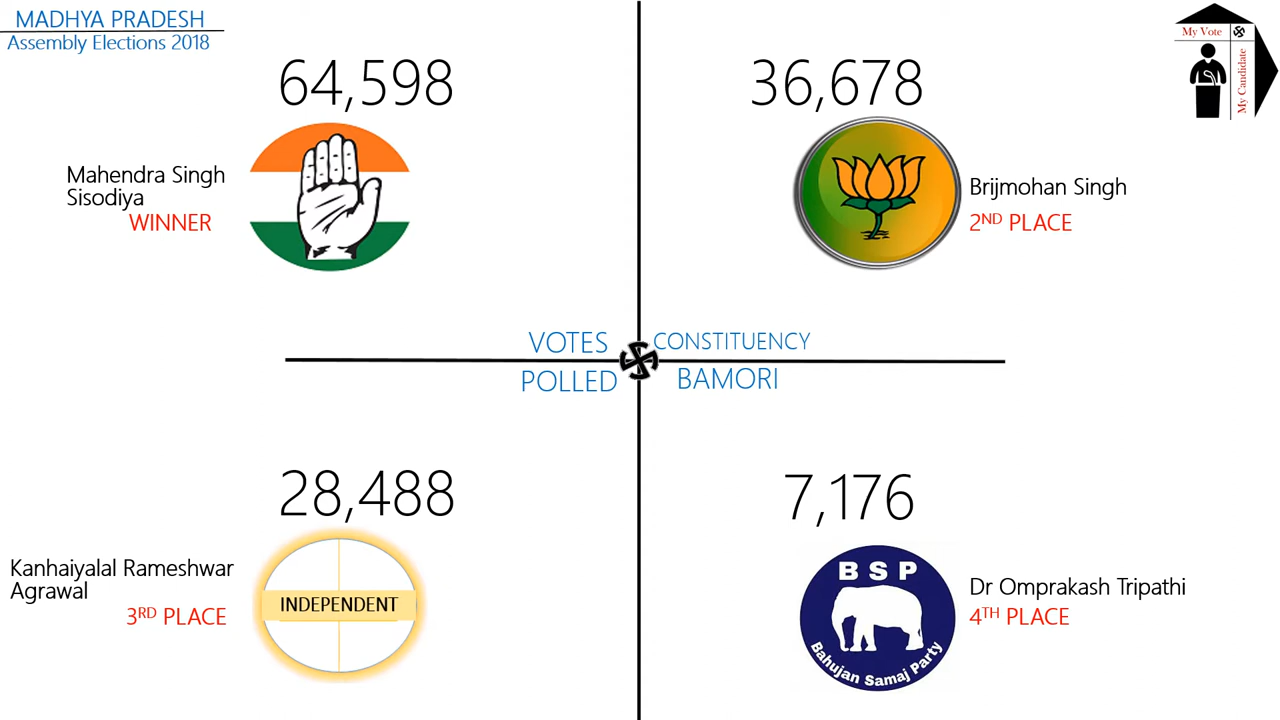 MADHYA PRADESH
Assembly Elections 2018
My Vote
My Candidate
64,598
Mahendra Singh
Sisodiya
WINNER
36,678
Brijmohan Singh
2ND PLACE
VOTES
POLLED
CONSTITUENCY
BAMORI
28,488
Kanhaiyalal Rameshwar
Agrawal
3RD PLACE
INDEPENDENT
7,176
BSP
Bahujan Samaj Party
Dr Omprakash Tripathi
4TH PLACE